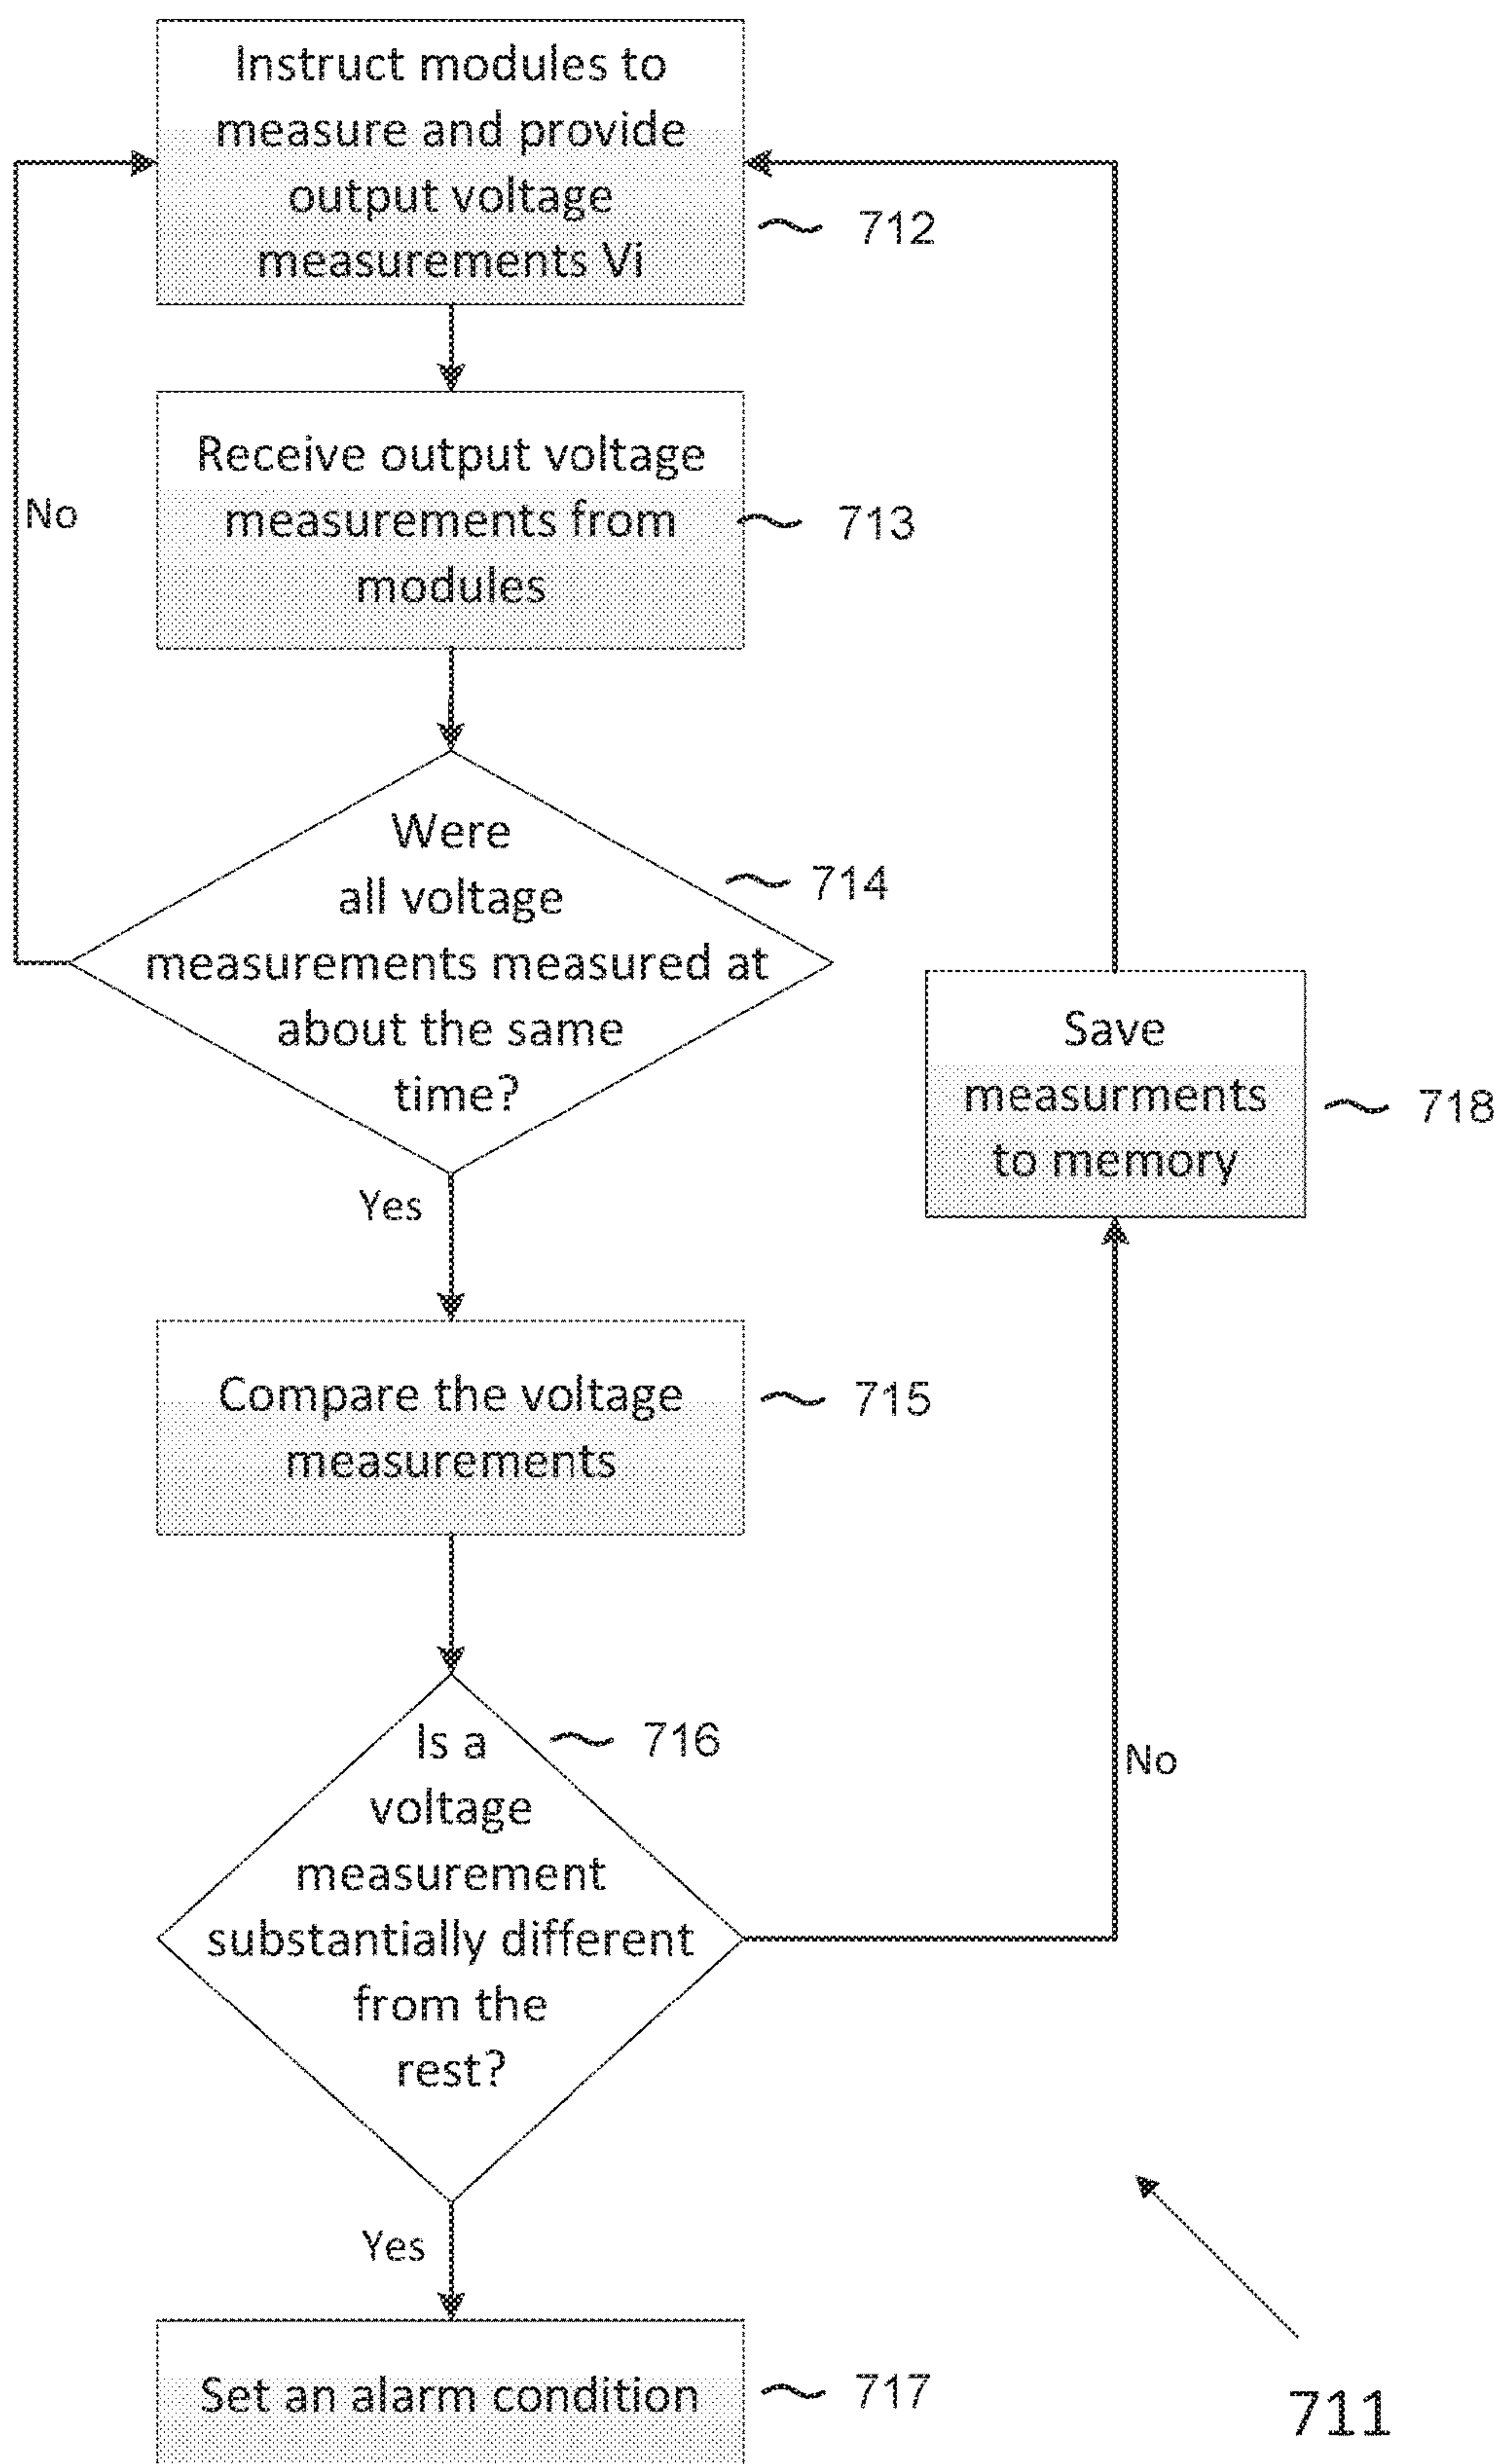 Instruct modules to
measure and provide
output voltage
measurements Vi
712
Receive output voltage
measurements from
modules
713
No
Were
all voltage
measurements measured at
about the same
time?
714
Yes
Save
measurments
to memory
718
Compare the voltage
measurements
715
Is a
voltage
measurement
substantially different
from the
rest?
716
No
Yes
Set an alarm condition
717
711